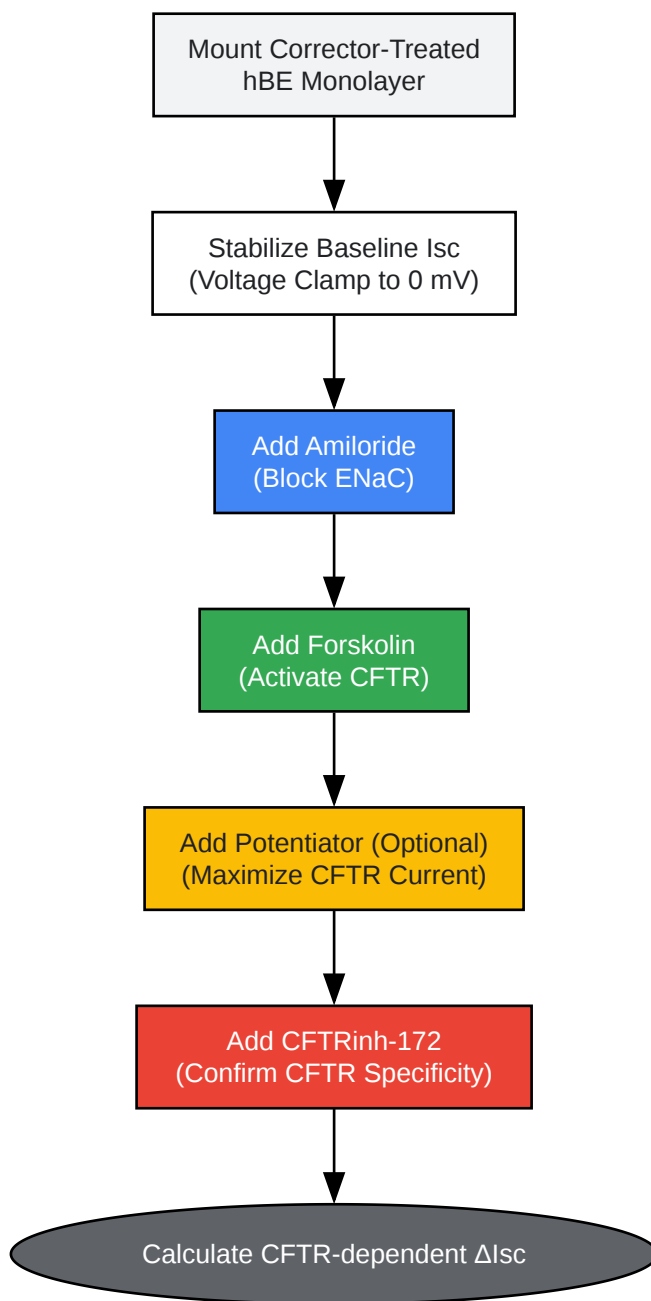 Mount Corrector-Treated
hBE Monolayer
Stabilize Baseline Isc
(Voltage Clamp to 0 mV)
Add Amiloride
(Block ENaC)
Add Forskolin
(Activate CFTR)
Add Potentiator (Optional)
(Maximize CFTR Current)
Add CFTRinh-172
(Confirm CFTR Specificity)
Calculate CFTR-dependent ΔIsc